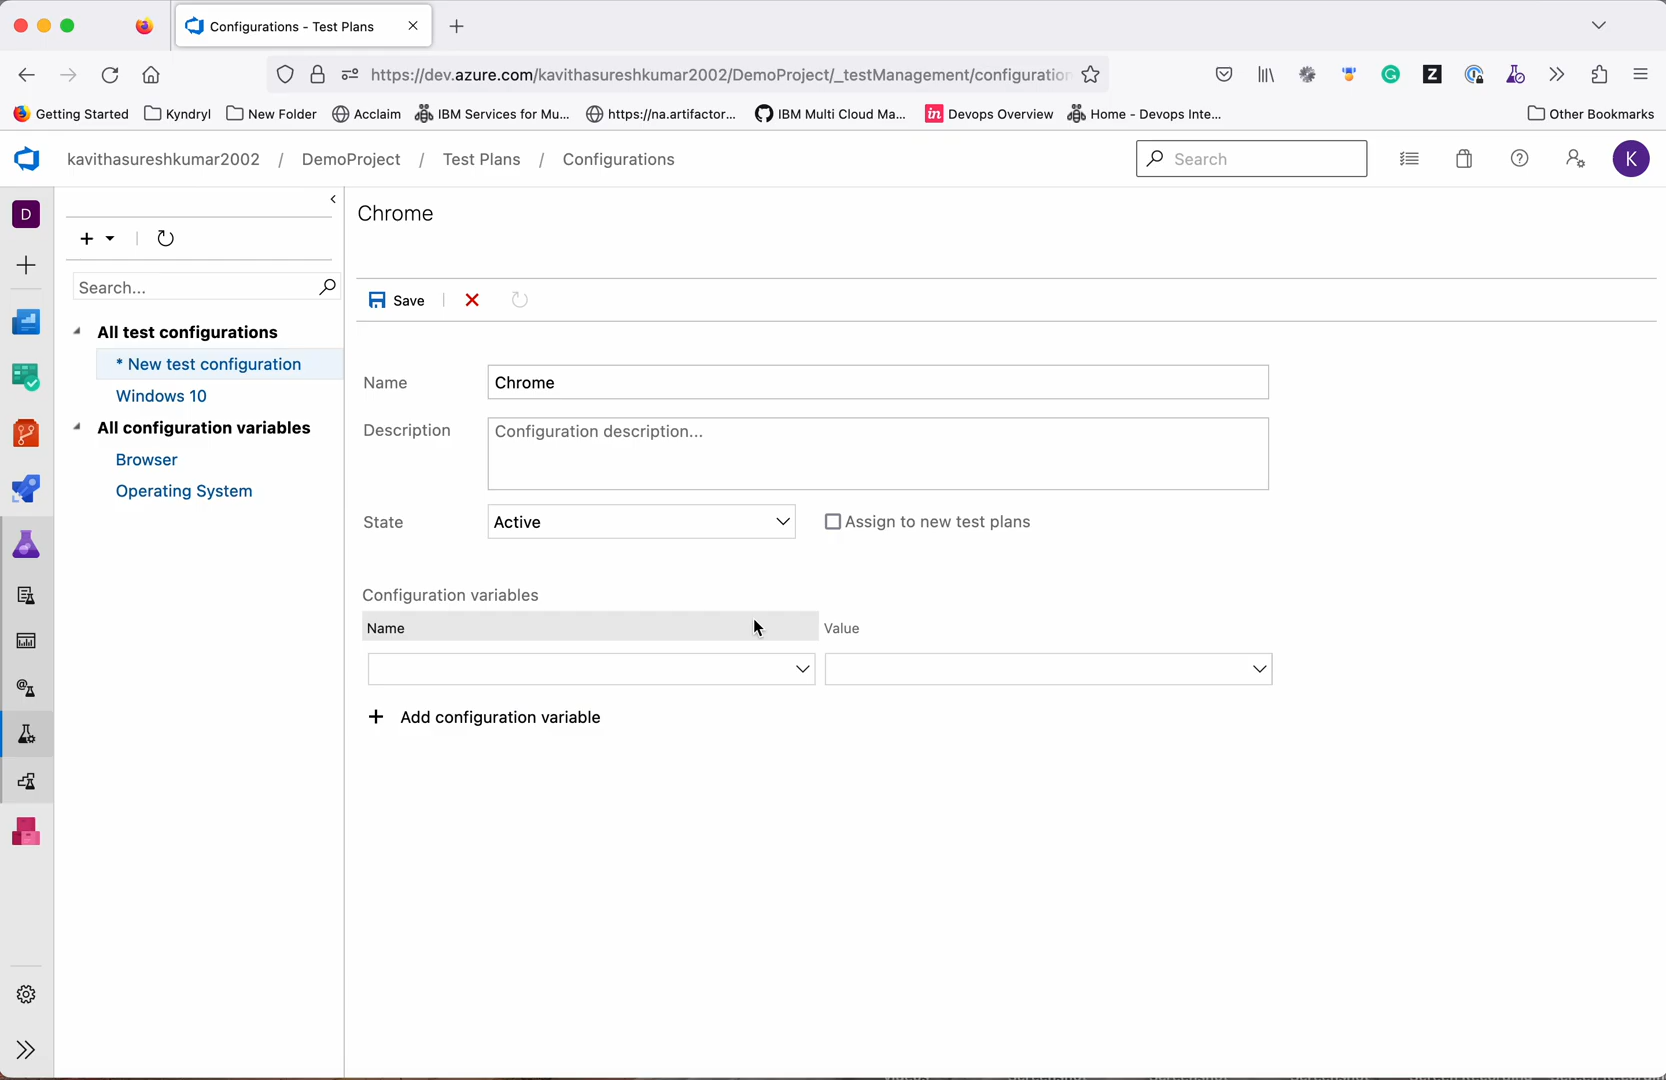 Configurations - Test Plans
https://dev.azure.com/kavithasureshkumar2002/DemoProject/_testManagement/configuration
Getting Started
Kyndryl
New Folder
Acclaim
IBM Services for Mu...
https://na.artifactor...
IBM Multi Cloud Ma...
in Devops Overview
Home - Devops Inte...
Other Bookmarks
kavithasureshkumar2002 / DemoProject / Test Plans / Configurations
Search
K
D
Chrome
Save
Search...
All test configurations
* New test configuration
Windows 10
All configuration variables
Browser
Operating System
Name
Chrome
Description
Configuration description...
State
Active
Assign to new test plans
Configuration variables
Name
Value
+ Add configuration variable